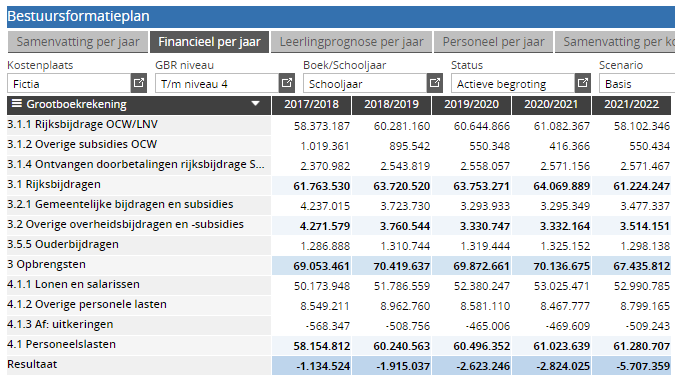 Bestuursformatieplan
Samenvatting per jaar Financieel per jaar Leerlingprognose per jaar Personeel per jaar Samenvatting per ko
Kostenplaats GBR niveau Boek/Schooljaar Status Scenario
Fictia T/m niveau 4 Schooljaar Actieve begroting Basis
Grootboekrekening 2017/2018 2018/2019 2019/2020 2020/2021 2021/2022
3.1.1 Rijksbijdrage OCW/LNV 58.373.187 60.281.160 60.644.866 61.082.367 58.102.346
3.1.2 Overige subsidies OCW 1.019.361 895.542 550.348 416.366 550.434
3.1.4 Ontvangen doorbetalingen rijksbijdrage S... 2.370.982 2.543.819 2.558.057 2.571.156 2.571.467
3.1 Rijksbijdragen 61.763.530 63.720.520 63.753.271 64.069.889 61.224.247
3.2.1 Gemeentelijke bijdragen en subsidies 4.237.015 3.723.730 3.293.933 3.295.349 3.477.337
3.2 Overige overheidsbijdragen en -subsidies 4.271.579 3.760.544 3.330.747 3.332.164 3.514.151
3.5.5 Ouderbijdragen 1.286.888 1.310.744 1.319.444 1.325.152 1.298.138
3 Opbrengsten 69.053.461 70.419.637 69.872.661 70.136.675 67.435.812
4.1.1 Lonen en salarissen 50.173.948 51.786.559 52.380.247 53.025.471 52.990.785
4.1.2 Overige personele lasten 8.549.211 8.962.760 8.581.110 8.467.777 8.799.165
4.1.3 Af: uitkeringen -568.347 -508.756 -465.006 -469.609 -509.243
4.1 Personeelslasten 58.154.812 60.240.563 60.496.352 61.023.639 61.280.707
Resultaat -1.134.524 -1.915.037 -2.623.246 -2.824.025 -5.707.359